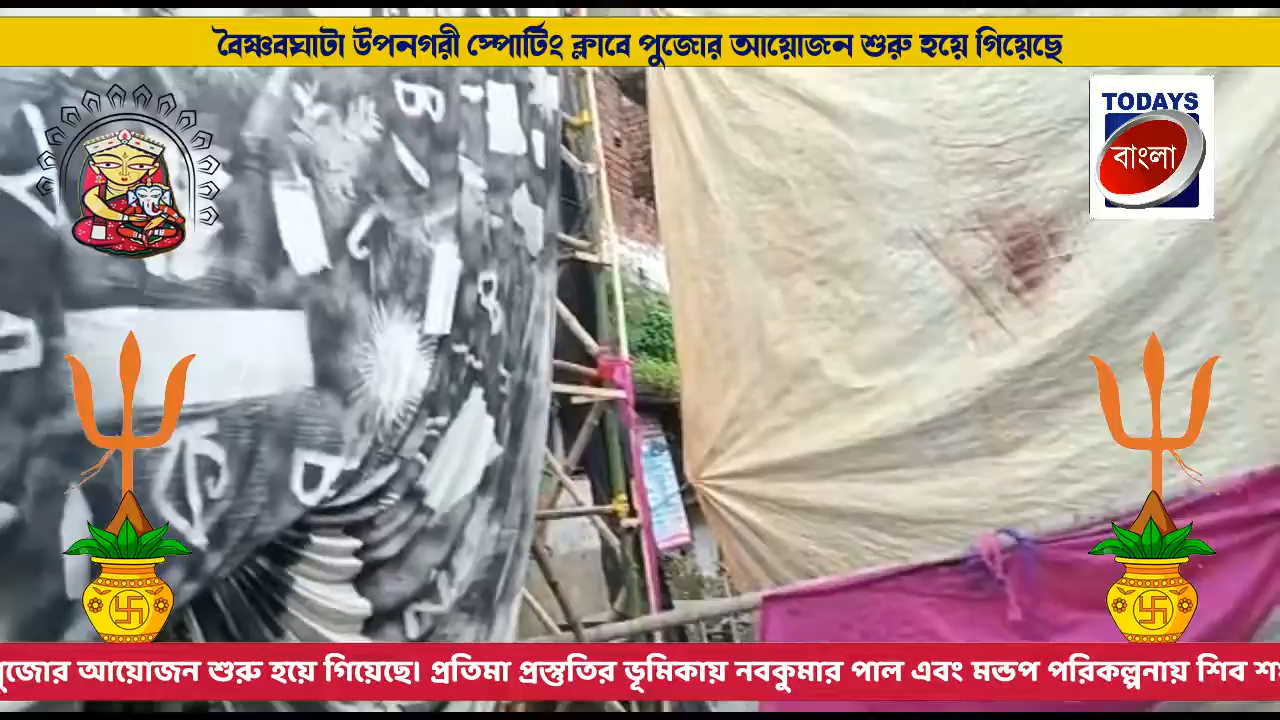 বৈষ্ণবঘাটা উপনগরী স্পোর্টিং ক্লাবে পুজোর আয়োজন শুরু হয়ে গিয়েছে
TODAYS
বাংলা
পুজোর আয়োজন শুরু হয়ে গিয়েছে। প্রতিমা প্রস্তুতির ভূমিকায় নবকুমার পাল এবং মন্ডপ পরিকল্পনায় শিব